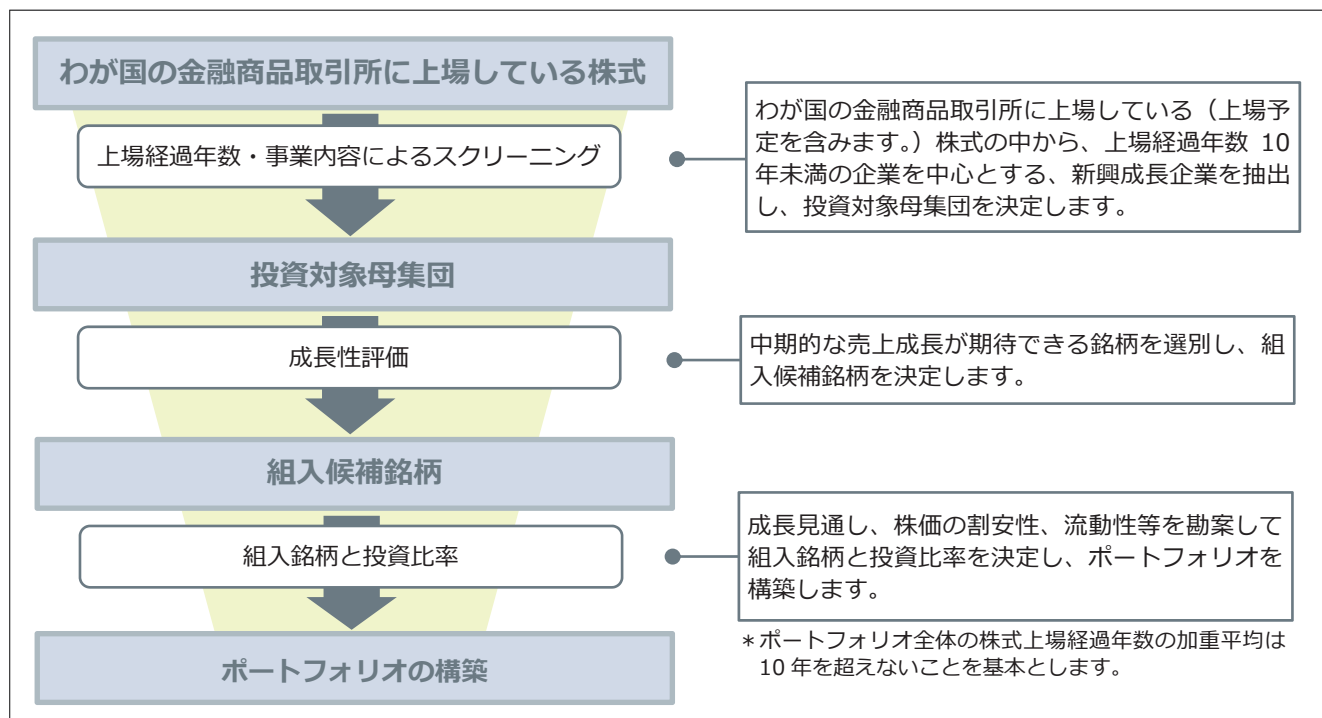 わが国の金融商品取引所に上場している株式
上場経過年数・事業内容によるスクリーニング
わが国の金融商品取引所に上場している（上場予
定を含みます。）株式の中から、上場経過年数 10
年未満の企業を中心とする、新興成長企業を抽出
し、投資対象母集団を決定します。
投資対象母集団
成長性評価
中期的な売上成長が期待できる銘柄を選別し、組
入候補銘柄を決定します。
組入候補銘柄
組入銘柄と投資比率
成長見通し、株価の割安性、流動性等を勘案して
組入銘柄と投資比率を決定し、ポートフォリオを
構築します。
＊ポートフォリオ全体の株式上場経過年数の加重平均は
10 年を超えないことを基本とします。
ポートフォリオの構築